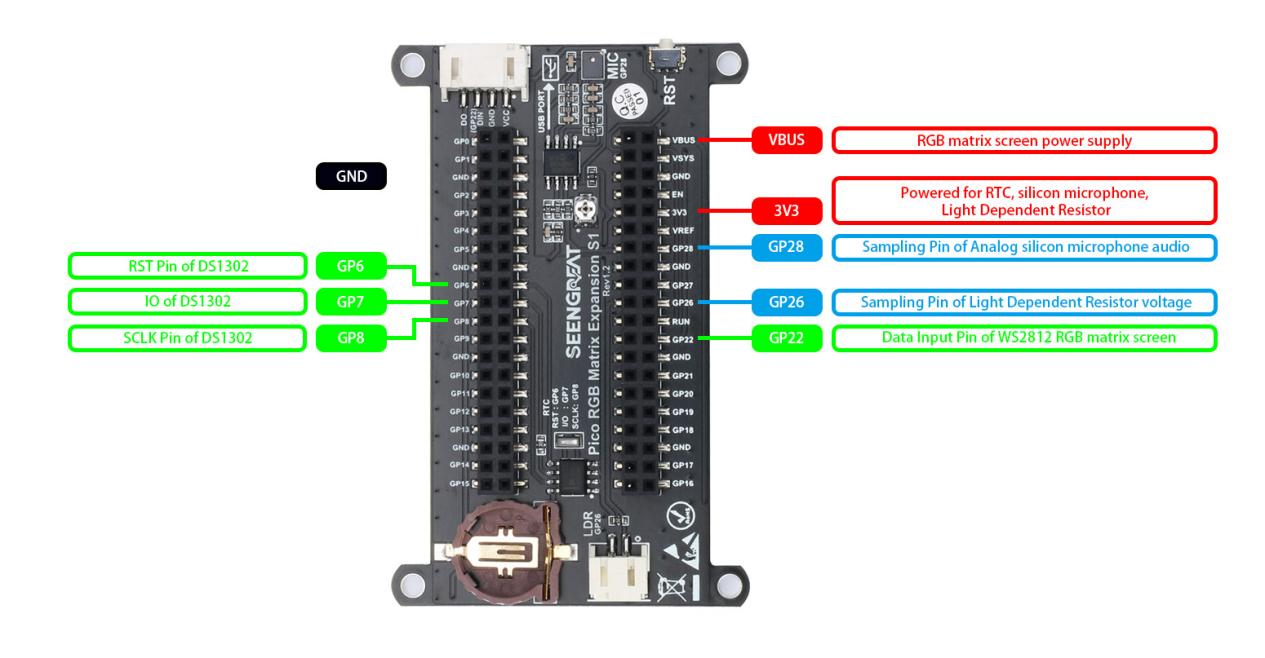 GND
RST Pin of DS1302
GP6
IO of DS1302
GP7
SCLK Pin of DS1302
GP8
DO
(GP22)
DIN
GND
VCC
USB PORT
MIC
GP28
Q.C
PASSED
01
RST
GP0
GP1
GND
GP2
GP3
GP4
GP5
GND
GP6
GP7
GP8
GP9
GND
GP10
GP11
GP12
GP13
GND
GP14
GP15
SEENGREAT
Pico RGB Matrix Expansion S1
Rev1.2
RTC
RST : GP6
I/O : GP7
SCLK: GP8
LDR
GP26
VBUS
VSYS
GND
EN
3V3
VREF
GP28
GND
GP27
GP26
RUN
GP22
GND
GP21
GP20
GP19
GP18
GND
GP17
GP16
VBUS
RGB matrix screen power supply
3V3
Powered for RTC, silicon microphone,
Light Dependent Resistor
GP28
Sampling Pin of Analog silicon microphone audio
GP26
Sampling Pin of Light Dependent Resistor voltage
GP22
Data Input Pin of WS2812 RGB matrix screen